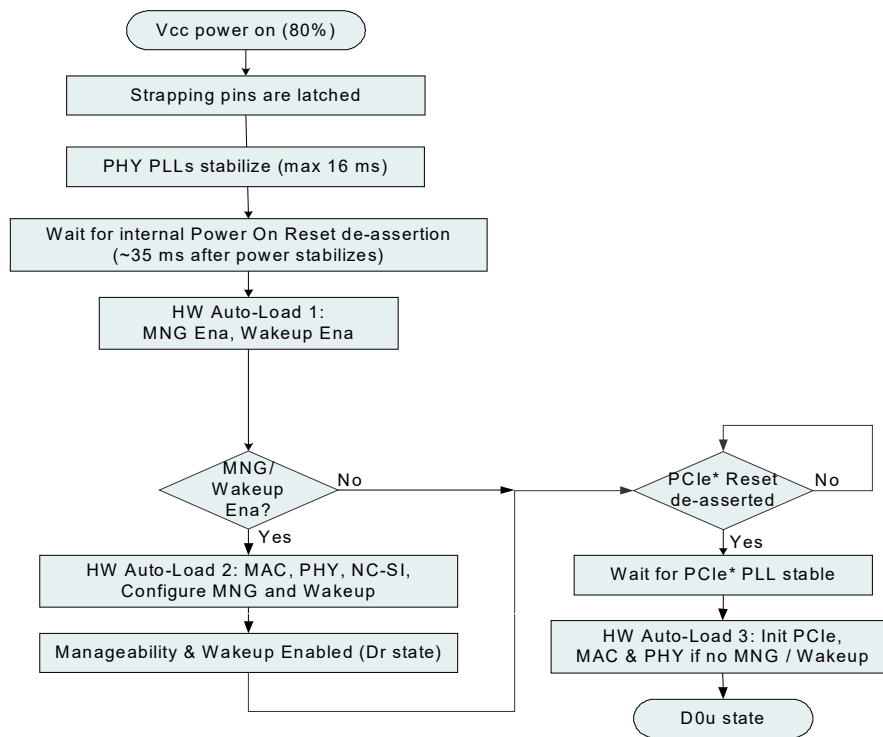 Vcc power on (80%)
Strapping pins are latched
PHY PLLs stabilize (max 16 ms)
Wait for internal Power On Reset de-assertion
(~35 ms after power stabilizes)
HW Auto-Load 1:
MNG Ena, Wakeup Ena
MNG/
Wakeup
Ena?
No
Yes
HW Auto-Load 2: MAC, PHY, NC-SI,
Configure MNG and Wakeup
Manageability & Wakeup Enabled (Dr state)
PCIe* Reset
de-asserted
No
Yes
Wait for PCIe* PLL stable
HW Auto-Load 3: Init PCIe,
MAC & PHY if no MNG / Wakeup
D0u state